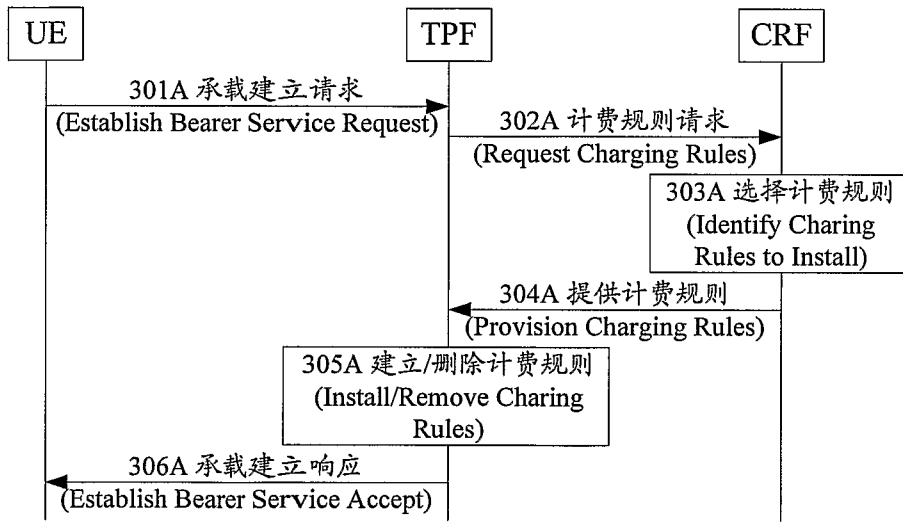 UE
TPF
CRF
301A 承载建立请求
(Establish Bearer Service Request)
302A 计费规则请求
(Request Charging Rules)
303A 选择计费规则
(Identify Charing
Rules to Install)
304A 提供计费规则
(Provision Charging Rules)
305A 建立/删除计费规则
(Install/Remove Charing
Rules)
306A 承载建立响应
(Establish Bearer Service Accept)